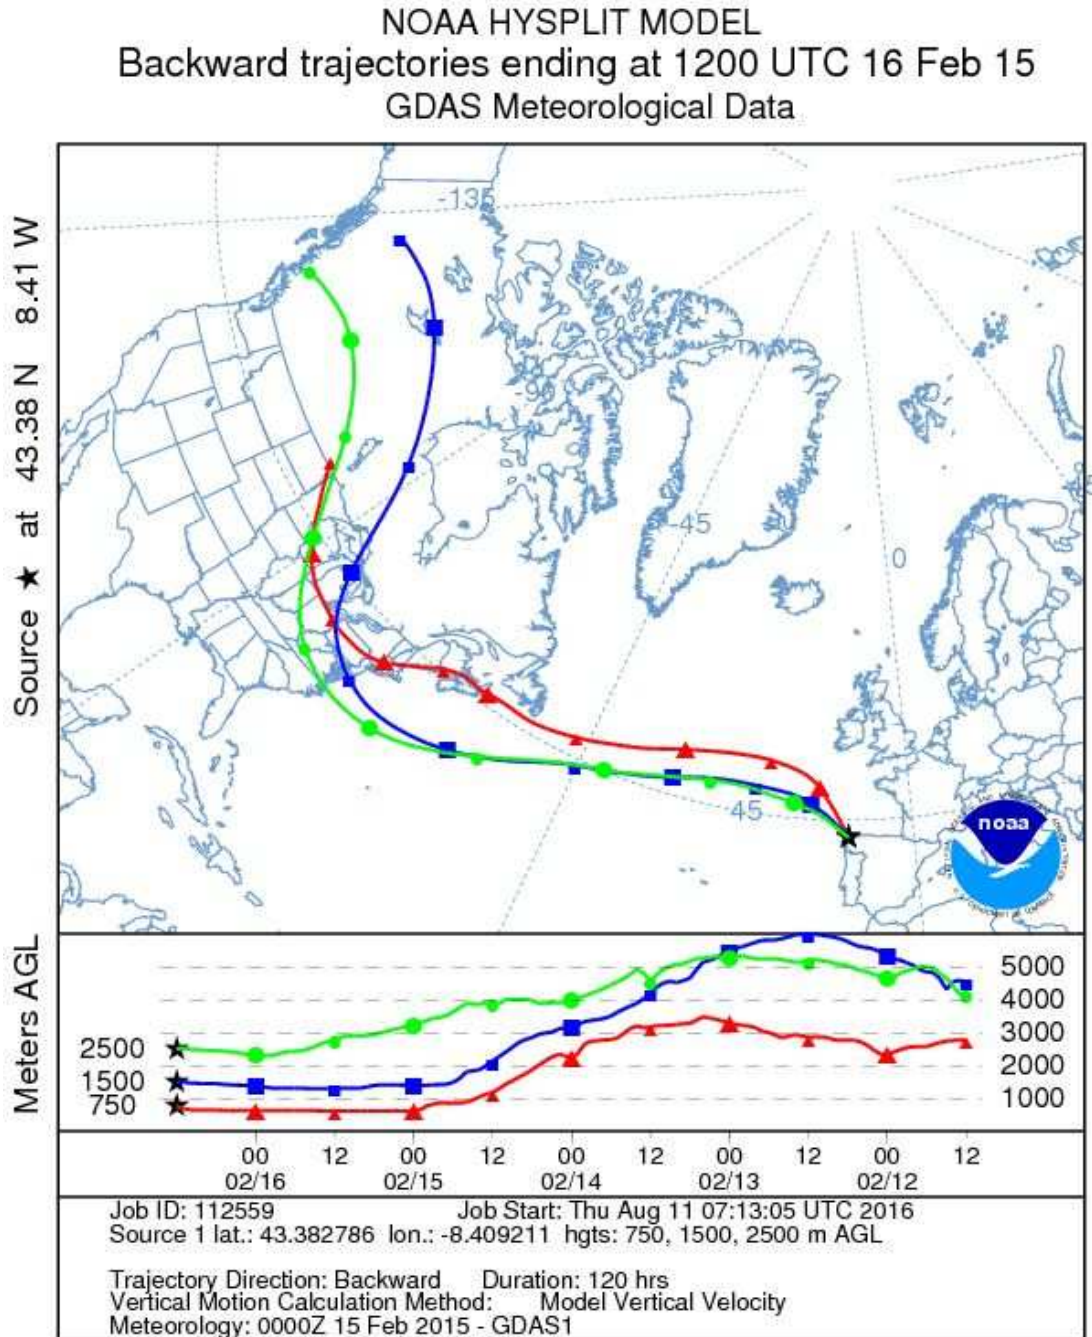 NOAA HYSPLIT MODEL
Backward trajectories ending at 1200 UTC 16 Feb 15
GDAS Meteorological Data
Source ★ at 43.38 N 8.41 W
-135
-90
-45
0
45
noaa
Meters AGL
2500
1500
750
5000
4000
3000
2000
1000
00 12 00 12 00 12 00 12 00 12
02/16 02/15 02/14 02/13 02/12
Job ID: 112559 Job Start: Thu Aug 11 07:13:05 UTC 2016
Source 1 lat.: 43.382786 lon.: -8.409211 hgts: 750, 1500, 2500 m AGL
Trajectory Direction: Backward Duration: 120 hrs
Vertical Motion Calculation Method: Model Vertical Velocity
Meteorology: 0000Z 15 Feb 2015 - GDAS1